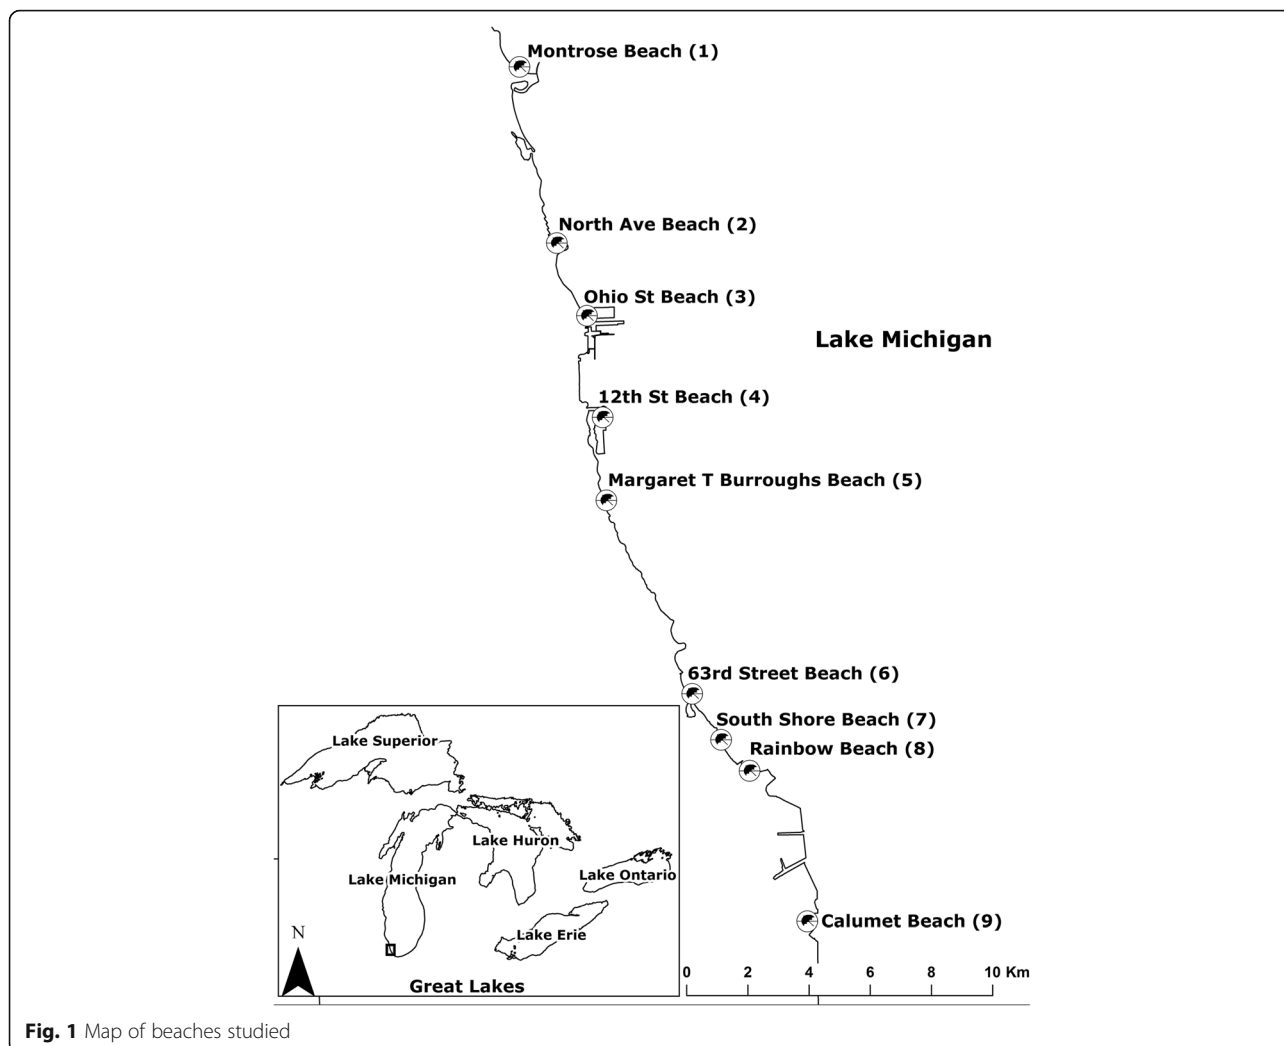 Montrose Beach (1)
North Ave Beach (2)
Ohio St Beach (3)
Lake Michigan
12th St Beach (4)
Margaret T Burroughs Beach (5)
63rd Street Beach (6)
South Shore Beach (7)
Rainbow Beach (8)
Calumet Beach (9)
Lake Superior
Lake Huron
Lake Michigan
Lake Ontario
Lake Erie
N
Great Lakes
0 2 4 6 8 10 Km
Fig. 1 Map of beaches studied